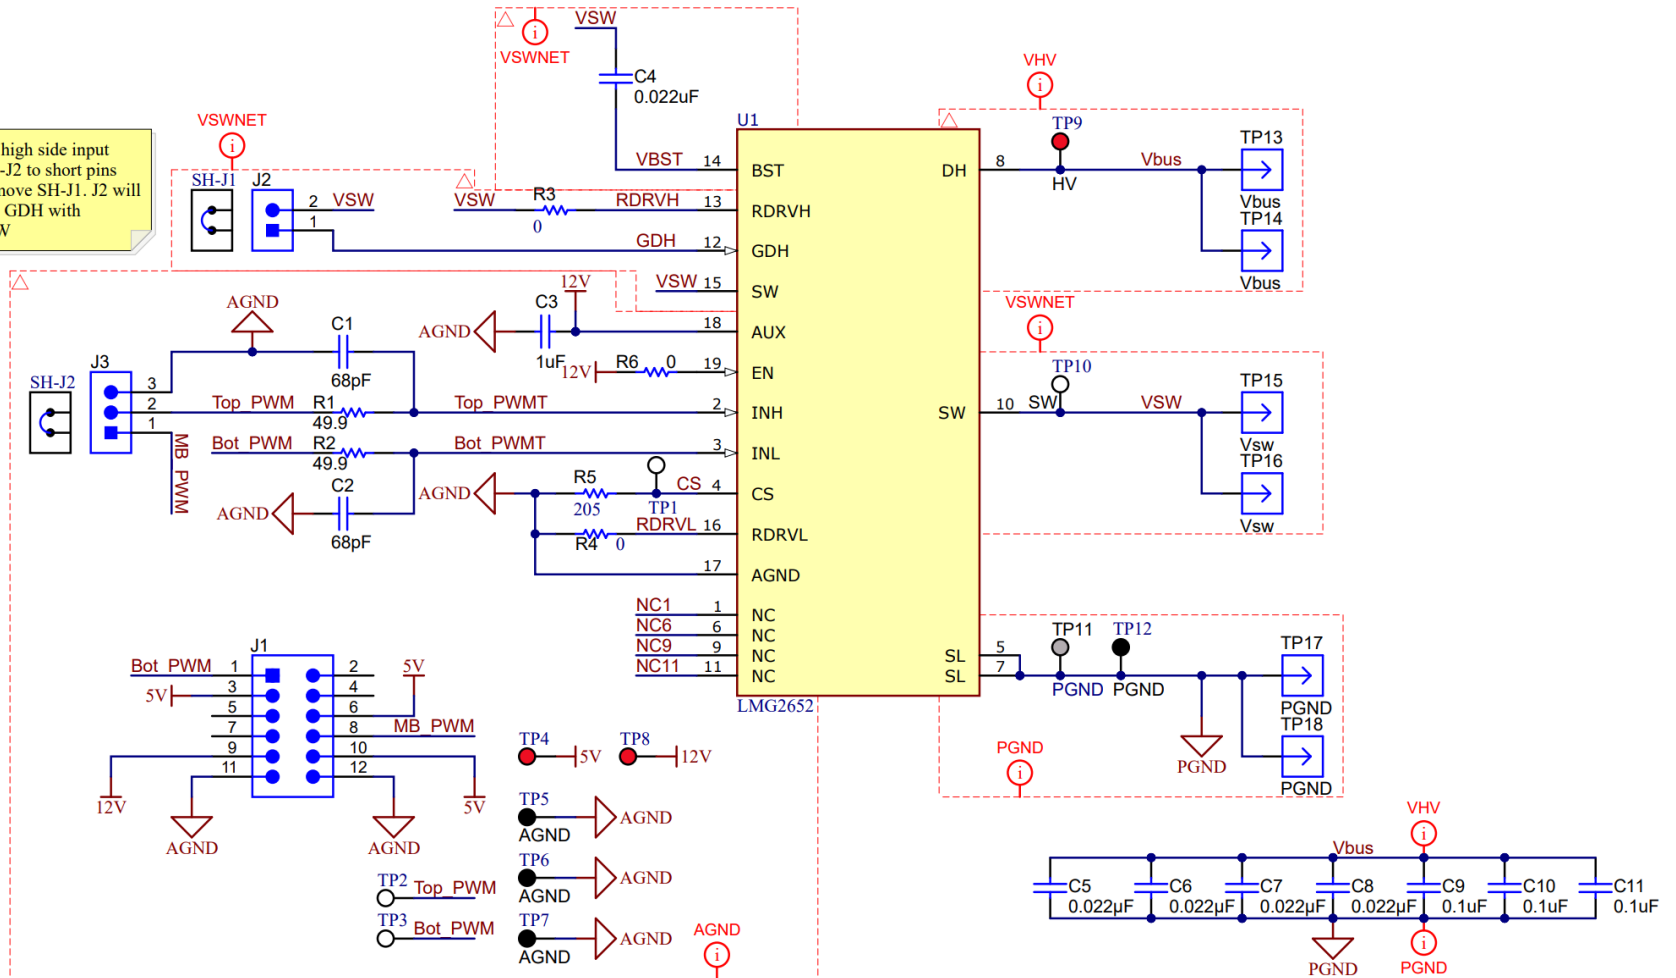 VSW
VSWNET
C4
0.022uF
VHV
TP9
TP13
VSWNET
U1
high side input
-J2 to short pins
nove SH-J1. J2 will
GDH with
W
VBST 14 BST
DH 8
Vbus
HV
Vbus
SH-J1 J2
2 VSW
1
VSW R3 RDRVH 13 RDRVH
0
TP14
GDH 12 GDH
Vbus
VSW 15 SW
12V
VSWNET
AGND
C3
C1
AGND
18 AUX
1uF
12V R6 0 19 EN
68pF
J3
SH-J2
3
2
1
TP10
TP15
Top_PWM R1 Top_PWMT 2 INH
49.9
SW 10 SW VSW
Vsw
Bot_PWM R2 Bot_PWMT 3 INL
49.9
TP16
MB_PWM
C2
AGND
68pF
AGND R5 CS 4 CS
205 TP1
Vsw
RDRVL 16 RDRVL
R4 0
17 AGND
NC1 1 NC
NC6 6 NC
NC9 9 NC
NC11 11 NC
TP11 TP12
TP17
SL 5
SL 7
PGND PGND
PGND
TP18
LMG2652
PGND
PGND
PGND
J1
Bot_PWM 1 2 5V
5V 3 4
5 6
7 8 MB_PWM
9 10
11 12
12V
5V
AGND
AGND
TP4 5V
TP8 12V
TP5
AGND
AGND
TP6
AGND
AGND
TP2 Top_PWM
TP3 Bot_PWM
TP7
AGND
AGND
AGND
VHV
Vbus
C5 C6 C7 C8 C9 C10 C11
0.022µF 0.022µF 0.022µF 0.022µF 0.1uF 0.1uF 0.1uF
PGND
PGND